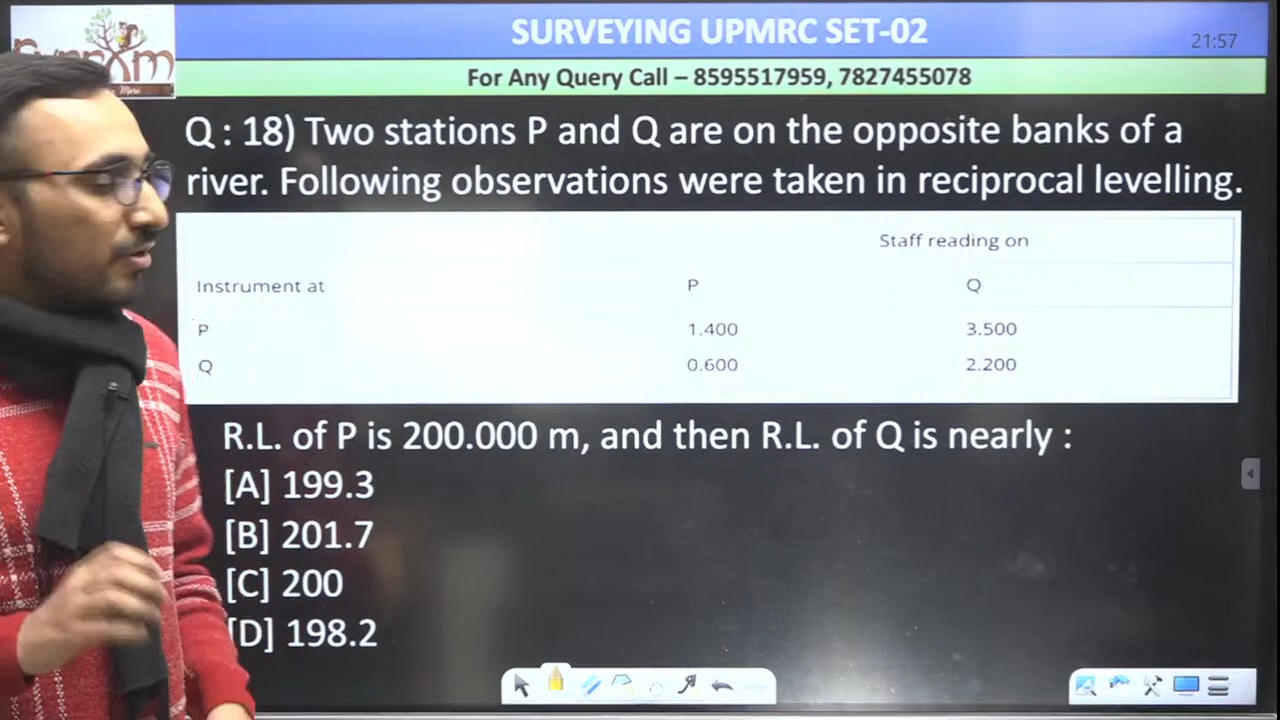 SURVEYING UPMRC SET-02
21:57
For Any Query Call – 8595517959, 7827455078
Q : 18) Two stations P and Q are on the opposite banks of a
river. Following observations were taken in reciprocal levelling.
Staff reading on
Instrument at P Q
P 1.400 3.500
Q 0.600 2.200
R.L. of P is 200.000 m, and then R.L. of Q is nearly :
[A] 199.3
[B] 201.7
[C] 200
[D] 198.2